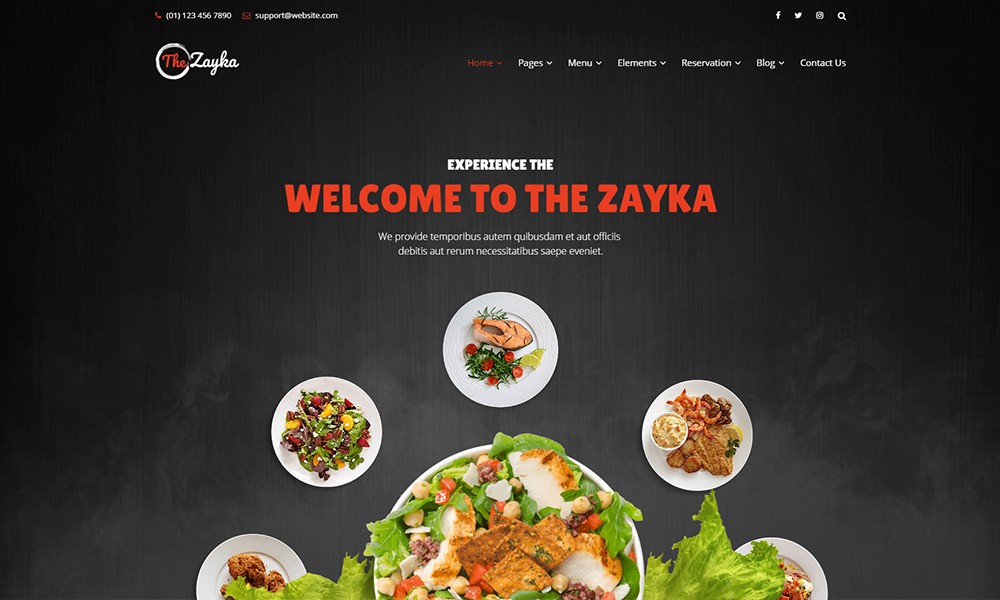 (01) 123 456 7890 support@website.com
The Zayka
Home Pages Menu Elements Reservation Blog Contact Us
EXPERIENCE THE
WELCOME TO THE ZAYKA
We provide temporibus autem quibusdam et aut officiis
debitis aut rerum necessitatibus saepe eveniet.